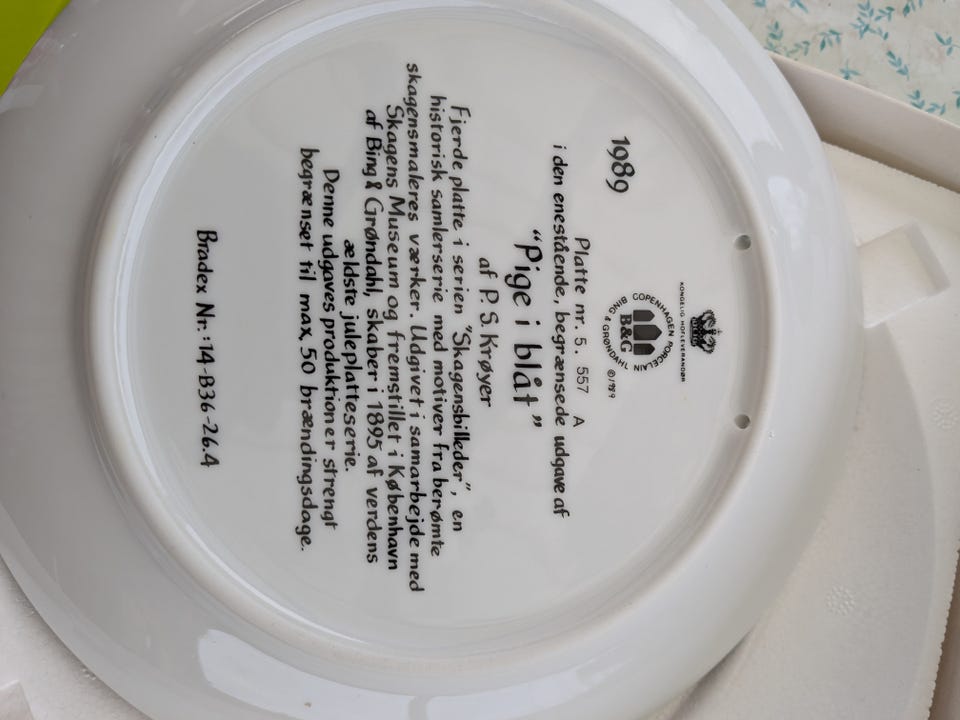 KONGELIG HOFLEVERANDØR
COPENHAGEN PORCELAIN
BING & GRØNDAHL
B&G
©1989
1989
Platte nr. 5. 557 A
i den enestående, begrænsede udgave af
"Pige i blåt"
af P.S. Krøyer
Fjerde platte i serien "Skagensbilleder", en
historisk samlerserie med motiver fra berømte
skagensmaleres værker. Udgivet i samarbejde med
Skagens Museum og fremstillet i København
af Bing & Grøndahl, skaber i 1895 af verdens
ældste juleplatteserie.
Denne udgaves produktion er strengt
begrænset til max. 50 brændingsdage.
Bradex Nr.: 14-B36-26.4